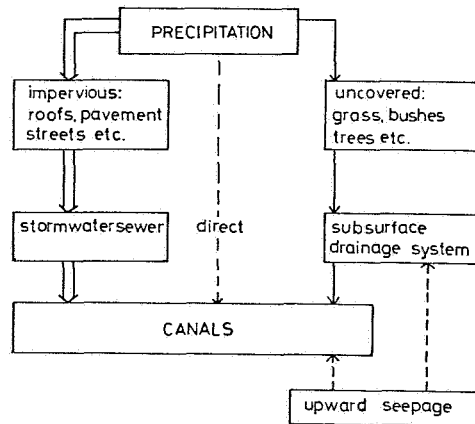 PRECIPITATION
impervious:
roofs, pavement
streets etc.
uncovered:
grass, bushes
trees etc.
stormwatersewer
direct
subsurface
drainage system
CANALS
upward seepage